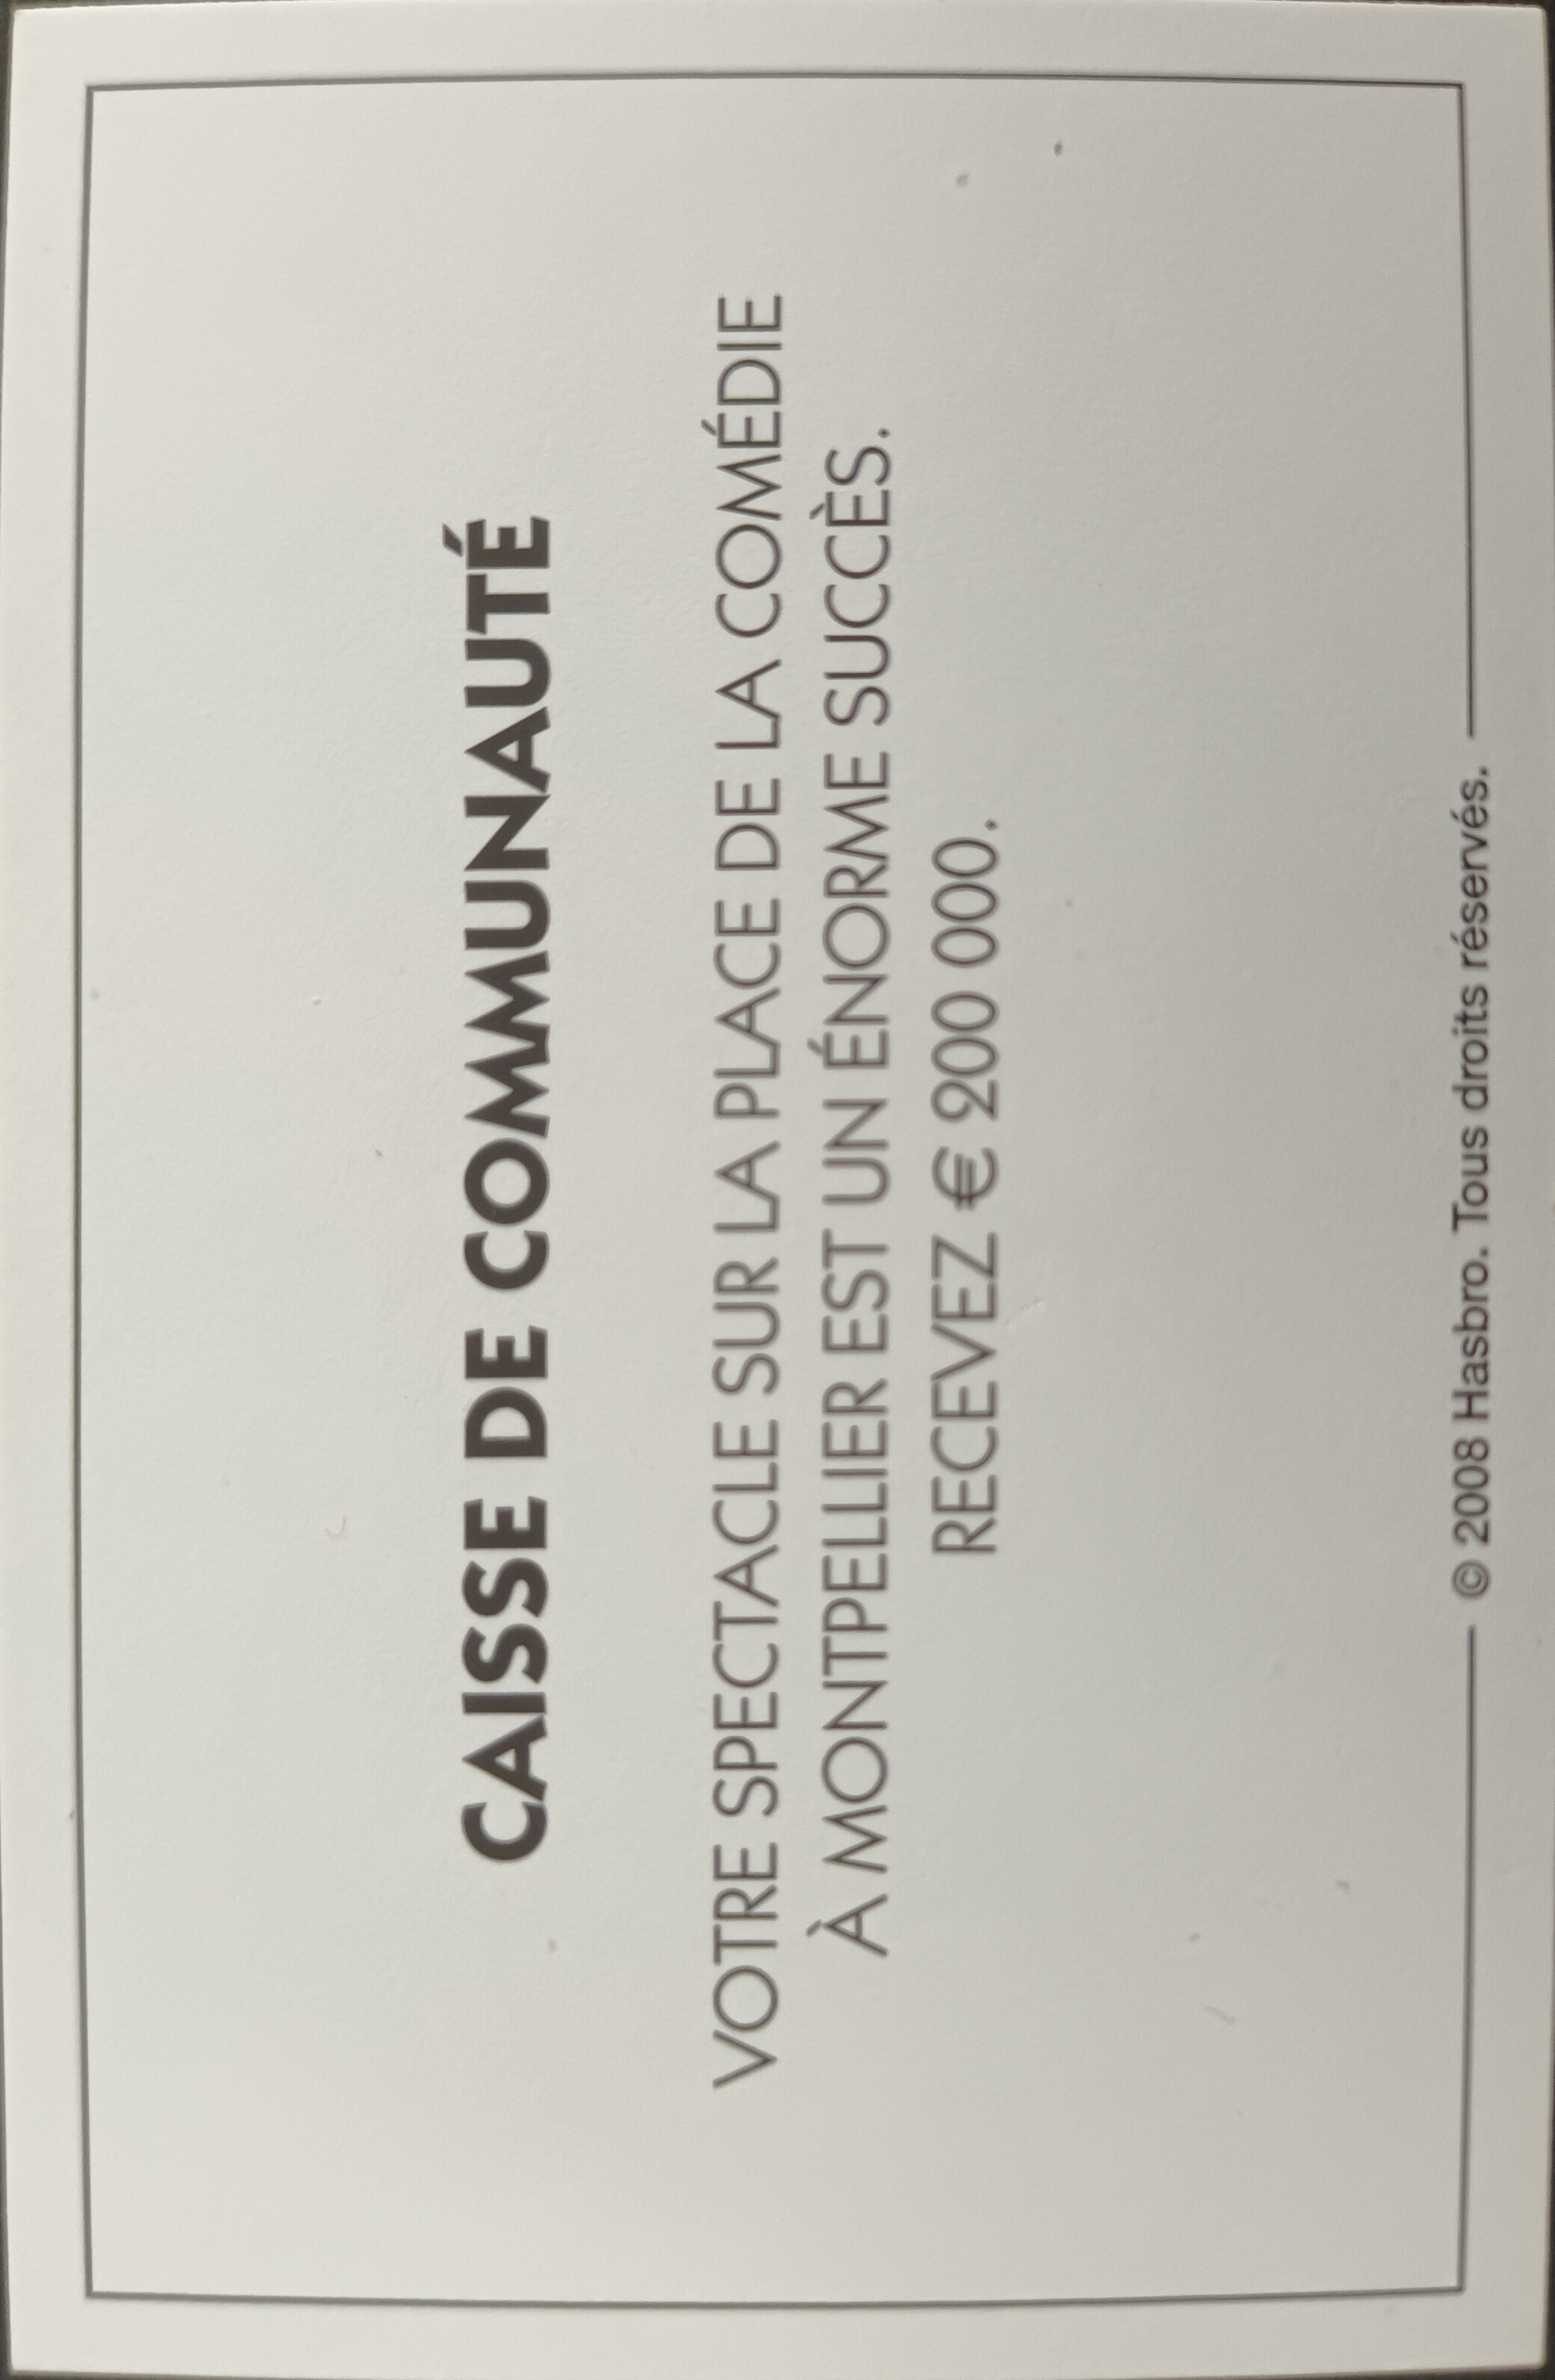 CAISSE DE COMMUNAUTÉ
VOTRE SPECTACLE SUR LA PLACE DE LA COMÉDIE
À MONTPELLIER EST UN ÉNORME SUCCÈS.
RECEVEZ € 200 000.
© 2008 Hasbro. Tous droits réservés.